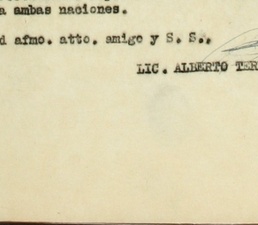 a ambas naciones.
d afmo. atto. amigo y S. S.,
LIC. ALBERTO TER